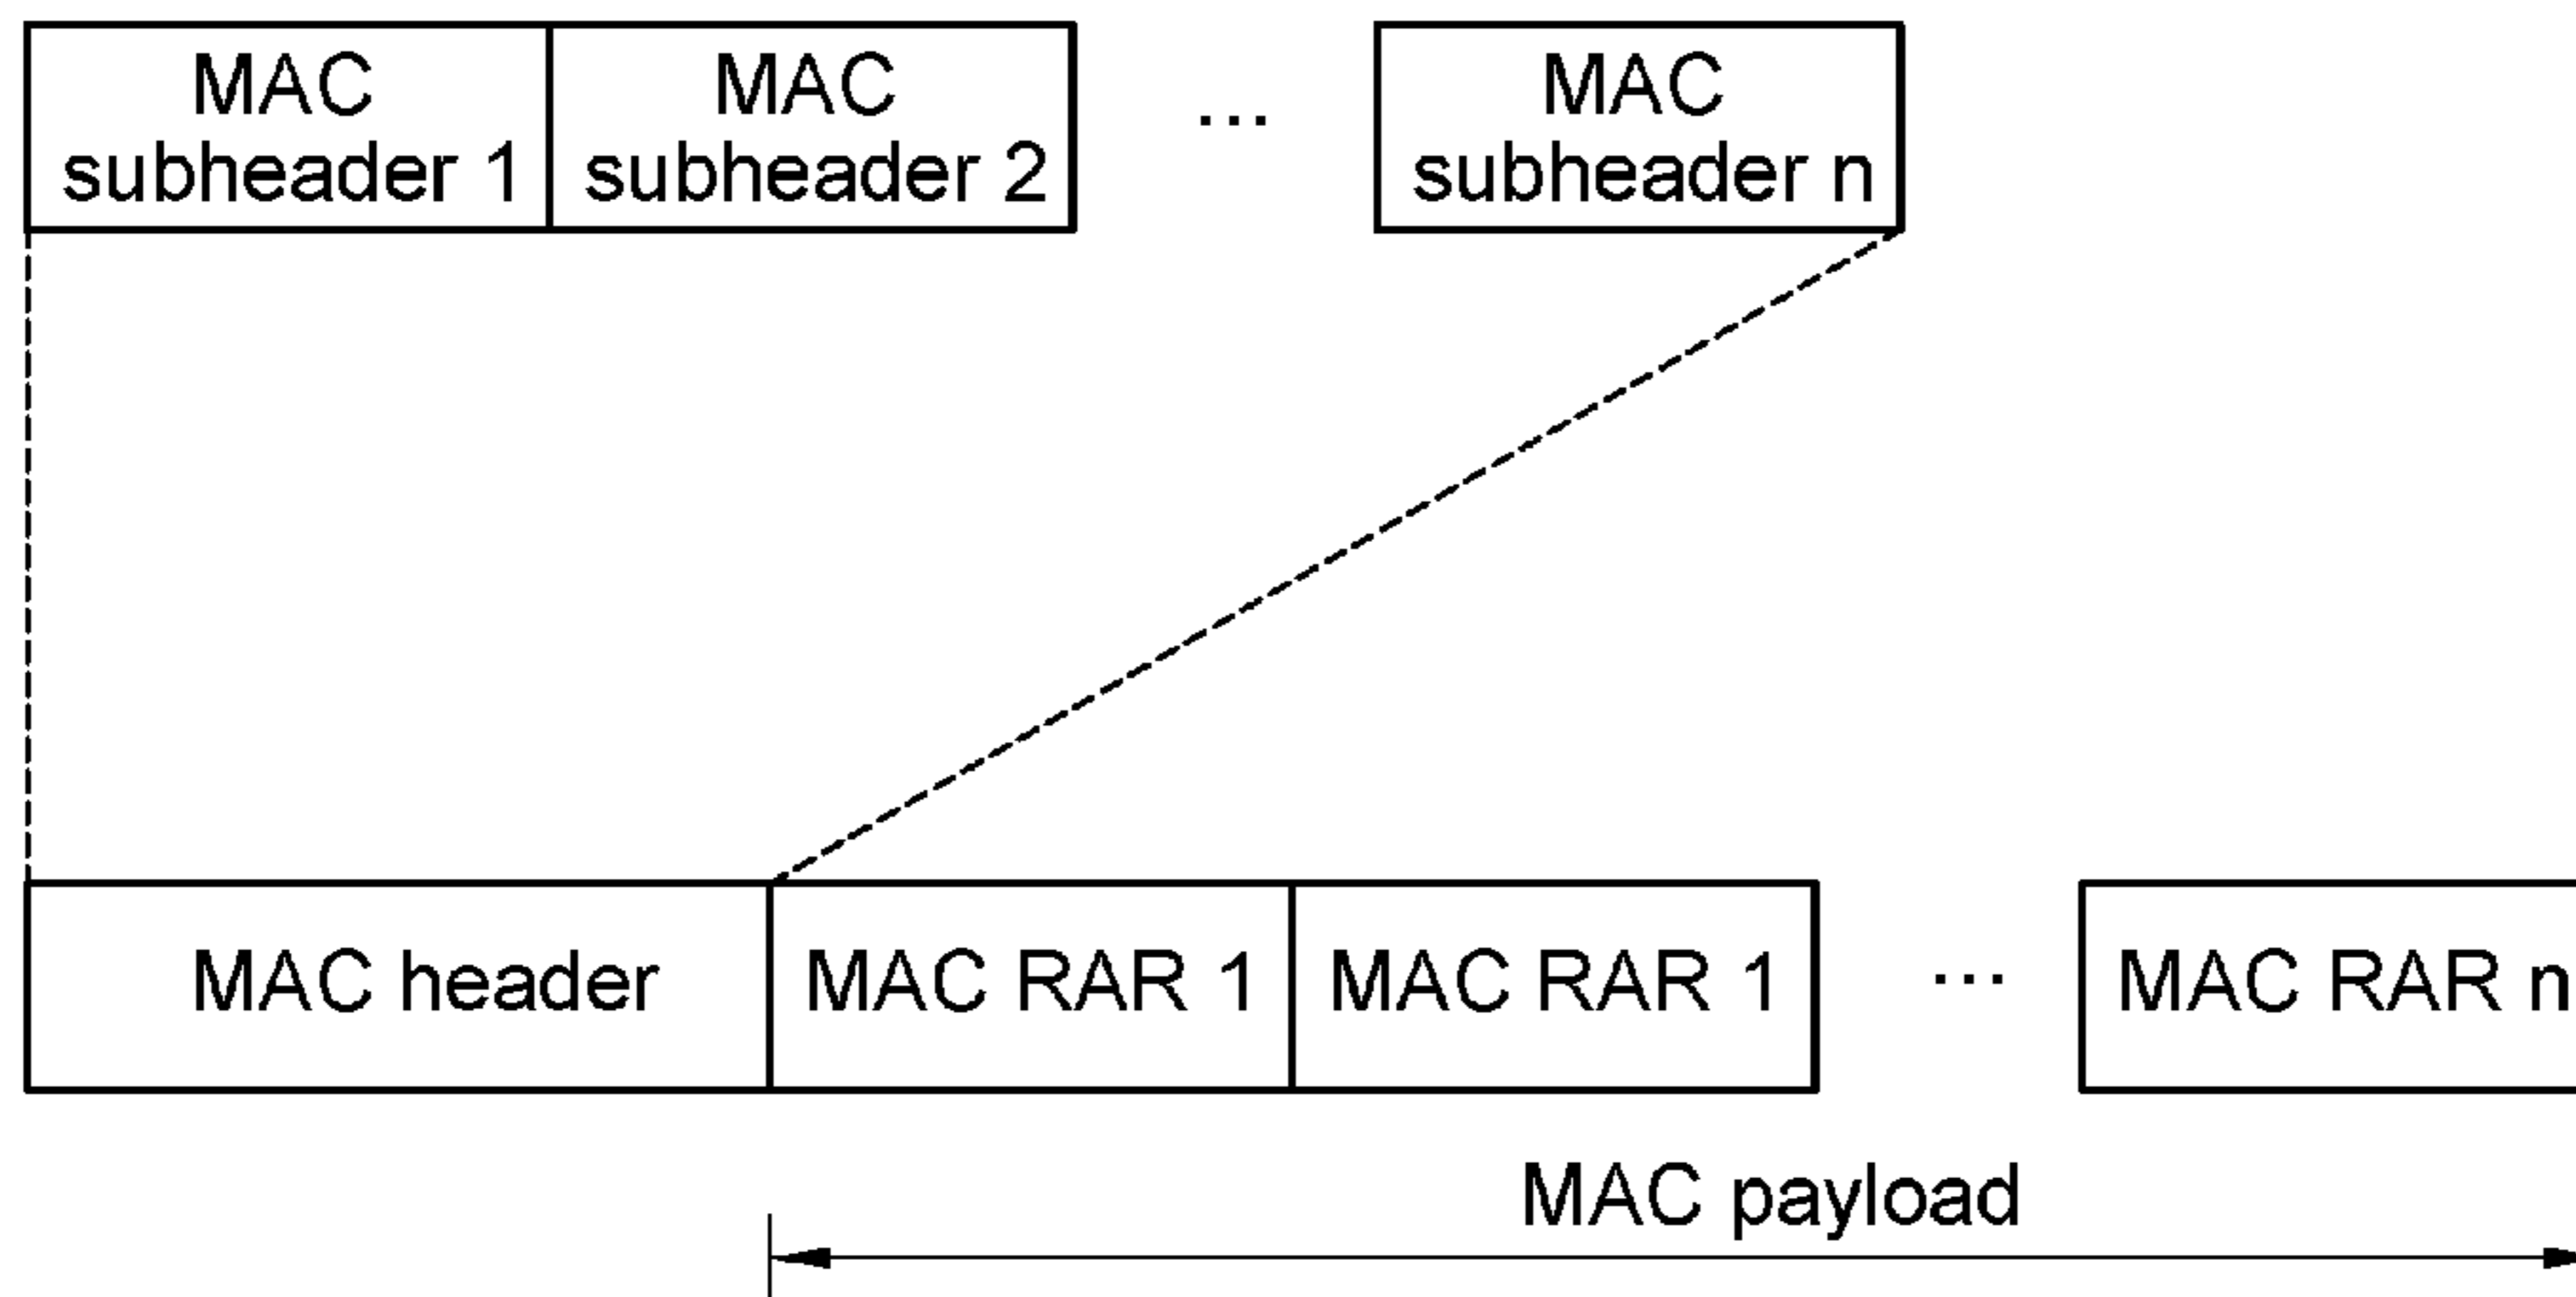 MAC
subheader 1
MAC
subheader 2
...
MAC
subheader n
MAC header
MAC RAR 1
MAC RAR 1
...
MAC RAR n
MAC payload